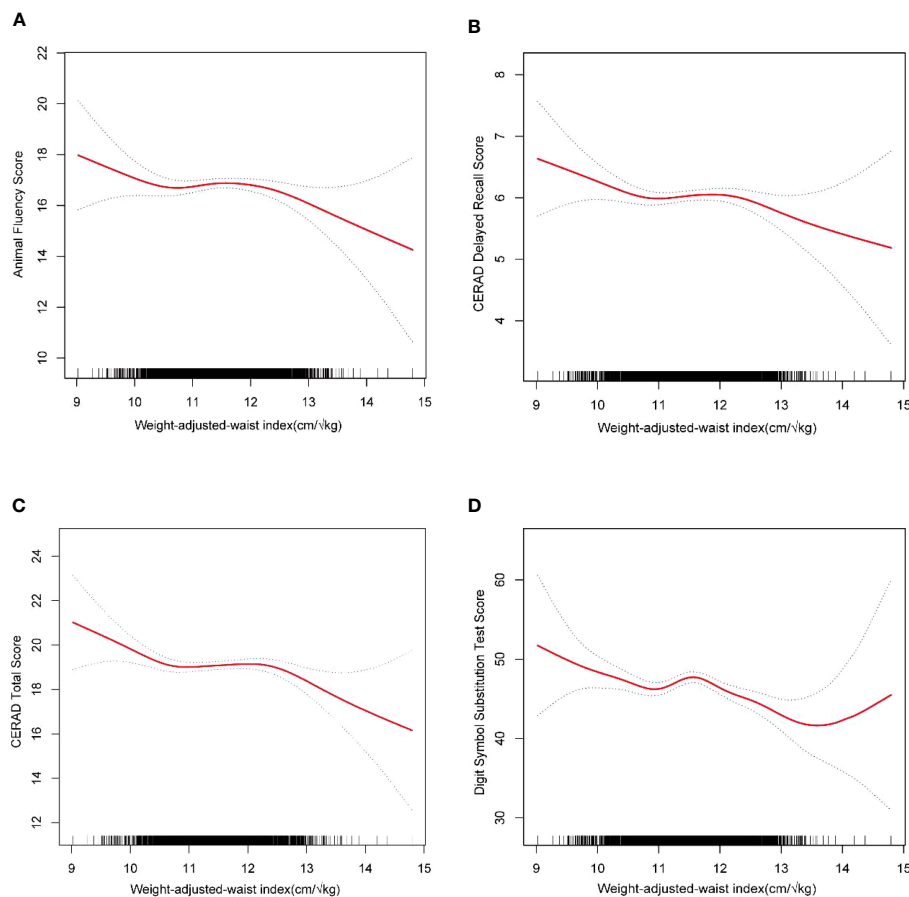 A
22
20
18
16
14
12
10
Animal Fluency Score
9 10 11 12 13 14 15
Weight-adjusted-waist index(cm/√kg)
B
8
7
6
5
4
CERAD Delayed Recall Score
9 10 11 12 13 14 15
Weight-adjusted-waist index(cm/√kg)
C
24
22
20
18
16
14
12
CERAD Total Score
9 10 11 12 13 14 15
Weight-adjusted-waist index(cm/√kg)
D
60
50
40
30
Digit Symbol Substitution Test Score
9 10 11 12 13 14 15
Weight-adjusted-waist index(cm/√kg)